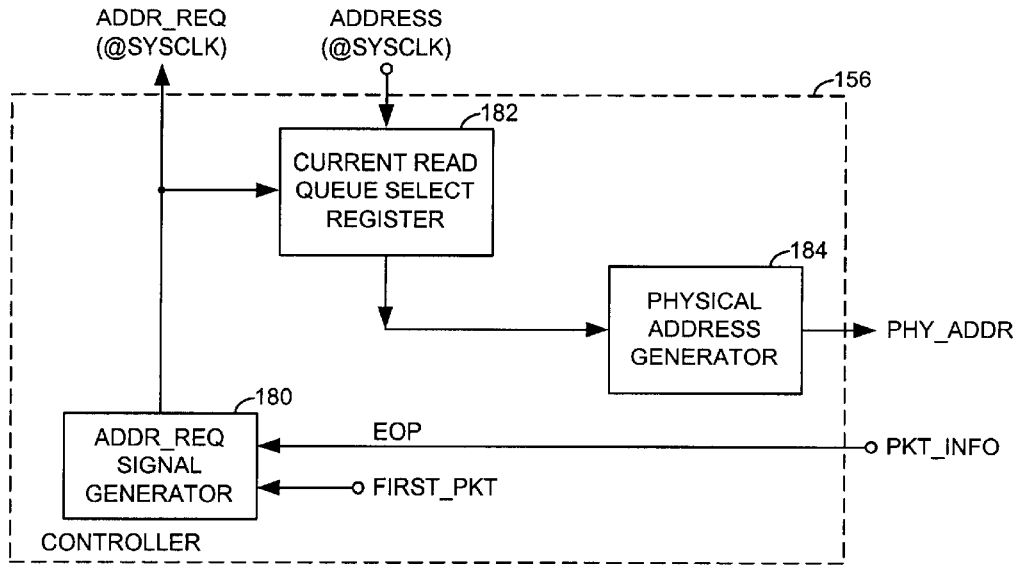 ADDR_REQ
(@SYSCLK)
ADDRESS
(@SYSCLK)
156
182
CURRENT READ
QUEUE SELECT
REGISTER
184
PHYSICAL
ADDRESS
GENERATOR
PHY_ADDR
180
ADDR_REQ
SIGNAL
GENERATOR
EOP
PKT_INFO
FIRST_PKT
CONTROLLER